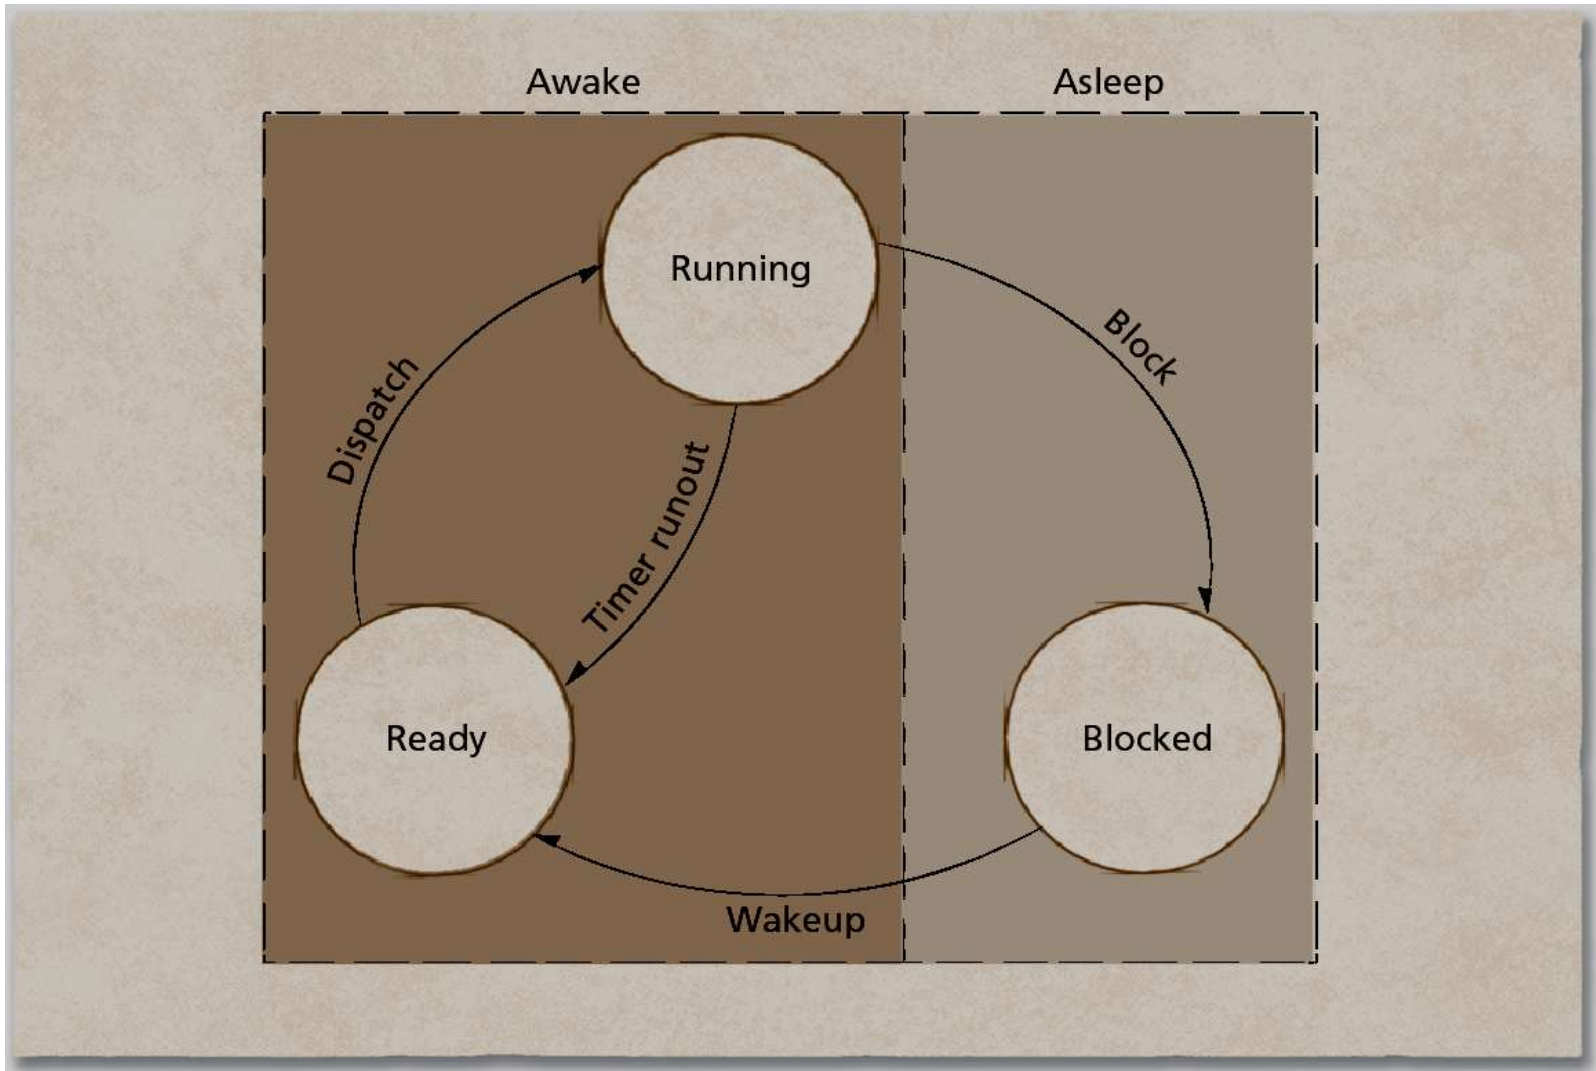 Awake
Asleep
Running
Block
Dispatch
Timer runout
Ready
Blocked
Wakeup